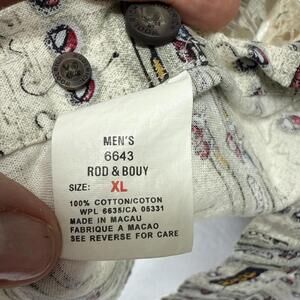 MEN'S
6643
ROD & BOUY
SIZE: XL
100% COTTON/COTON
WPL 6635/CA 05331
MADE IN MACAU
FABRIQUE A MACAO
SEE REVERSE FOR CARE